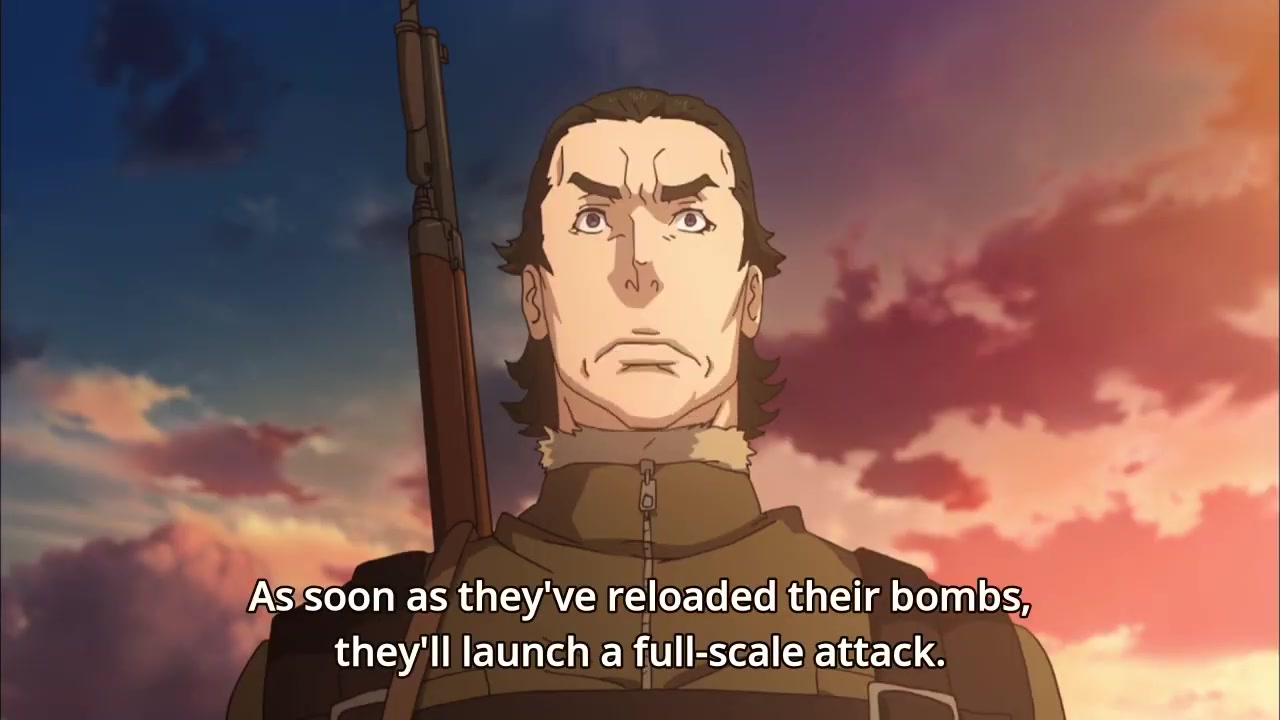 As soon as they've reloaded their bombs,
they'll launch a full-scale attack.